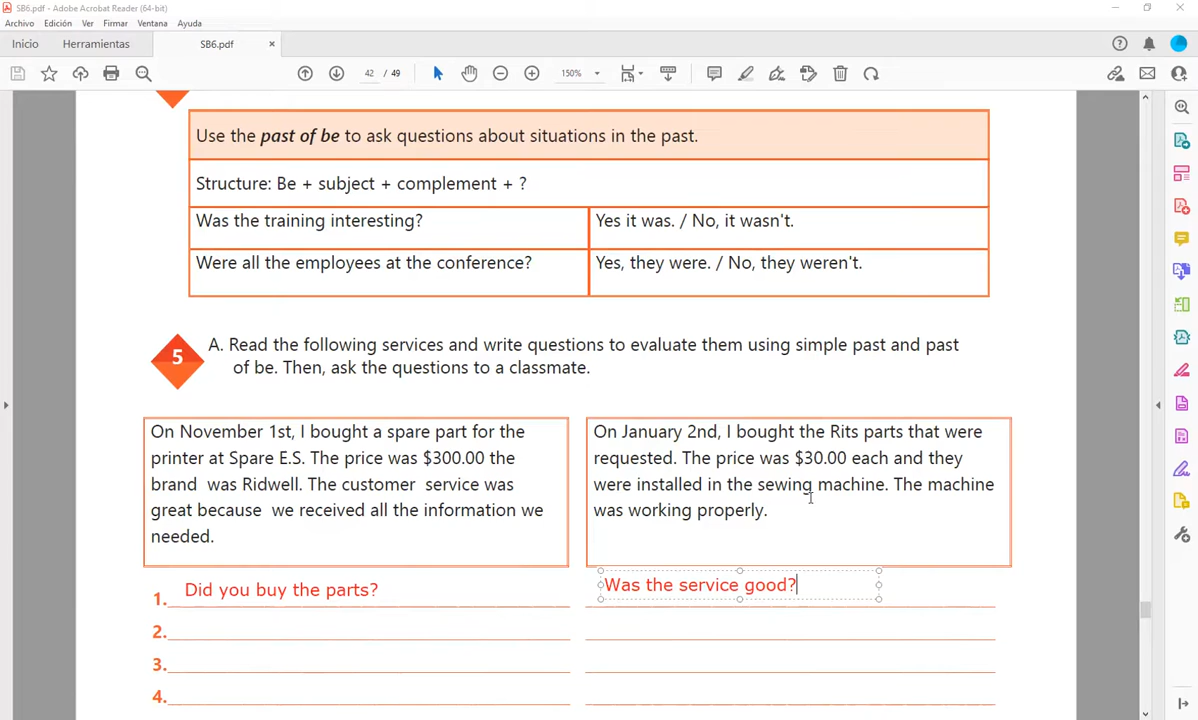 SB6.pdf - Adobe Acrobat Reader (64-bit)
Archivo Edición Ver Firmar Ventana Ayuda
Inicio Herramientas SB6.pdf ×
42 / 49 150%
Use the past of be to ask questions about situations in the past.
Structure: Be + subject + complement + ?
Was the training interesting? Yes it was. / No, it wasn't.
Were all the employees at the conference? Yes, they were. / No, they weren't.
5
A. Read the following services and write questions to evaluate them using simple past and past
of be. Then, ask the questions to a classmate.
On November 1st, I bought a spare part for the
printer at Spare E.S. The price was $300.00 the
brand was Ridwell. The customer service was
great because we received all the information we
needed.
On January 2nd, I bought the Rits parts that were
requested. The price was $30.00 each and they
were installed in the sewing machine. The machine
was working properly.
1. Did you buy the parts? Was the service good?
2.
3.
4.